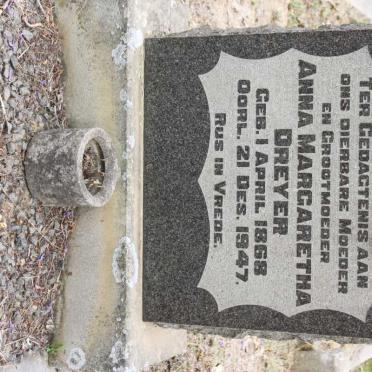 TER GEDAGTENIS AAN
ONS DIERBARE MOEDER
EN GROOTMOEDER
ANNA MARGARETHA
DREYER
GEB. 1 APRIL 1868
OORL. 21 DES. 1947.
RUS IN VREDE.